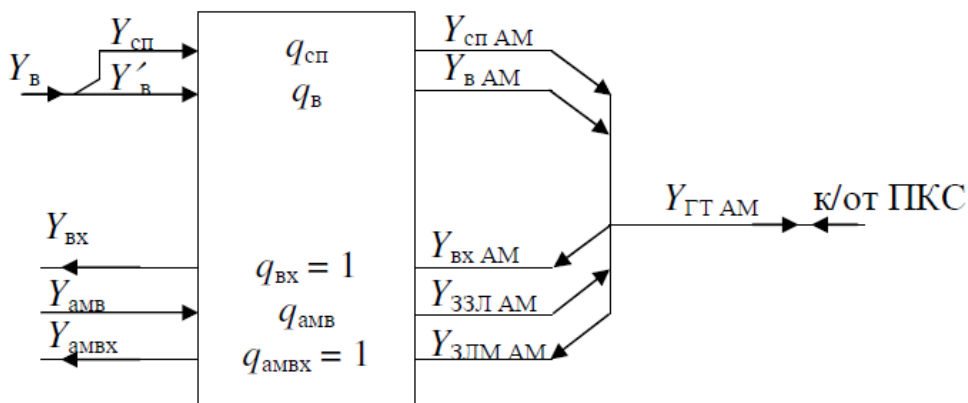 Yсп
Yв
Y′в
qсп
qв
Yсп АМ
Yв АМ
YГТ АМ
к/от ПКС
Yвх
qвх = 1
Yвх АМ
Yамв
qамв
YЗЗЛ АМ
Yамвх
qамвх = 1
YЗЛМ АМ